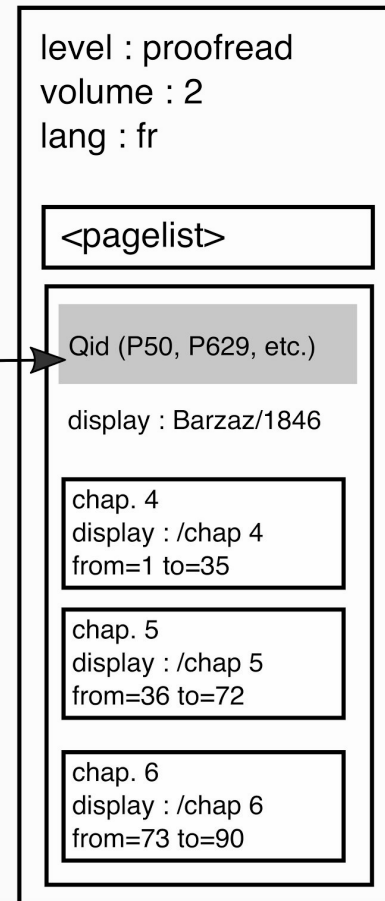 level : proofread
volume : 2
lang : fr
<pagelist>
Qid (P50, P629, etc.)
display : Barzaz/1846
chap. 4
display : /chap 4
from=1 to=35
chap. 5
display : /chap 5
from=36 to=72
chap. 6
display : /chap 6
from=73 to=90